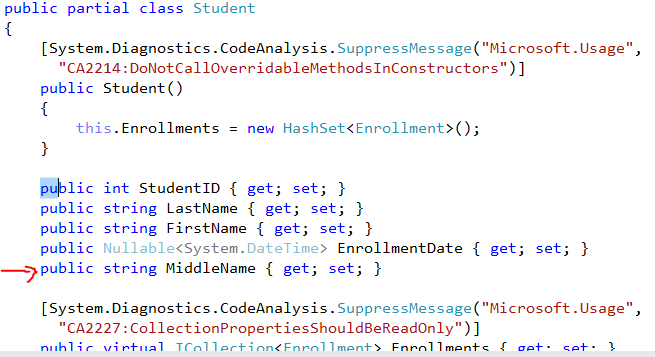 public partial class Student
{
[System.Diagnostics.CodeAnalysis.SuppressMessage("Microsoft.Usage",
"CA2214:DoNotCallOverridableMethodsInConstructors")]
public Student()
{
this.Enrollments = new HashSet<Enrollment>();
}
public int StudentID { get; set; }
public string LastName { get; set; }
public string FirstName { get; set; }
public Nullable<System.DateTime> EnrollmentDate { get; set; }
public string MiddleName { get; set; }
[System.Diagnostics.CodeAnalysis.SuppressMessage("Microsoft.Usage",
"CA2227:CollectionPropertiesShouldBeReadOnly")]
public virtual ICollection<Enrollment> Enrollments { get; set; }